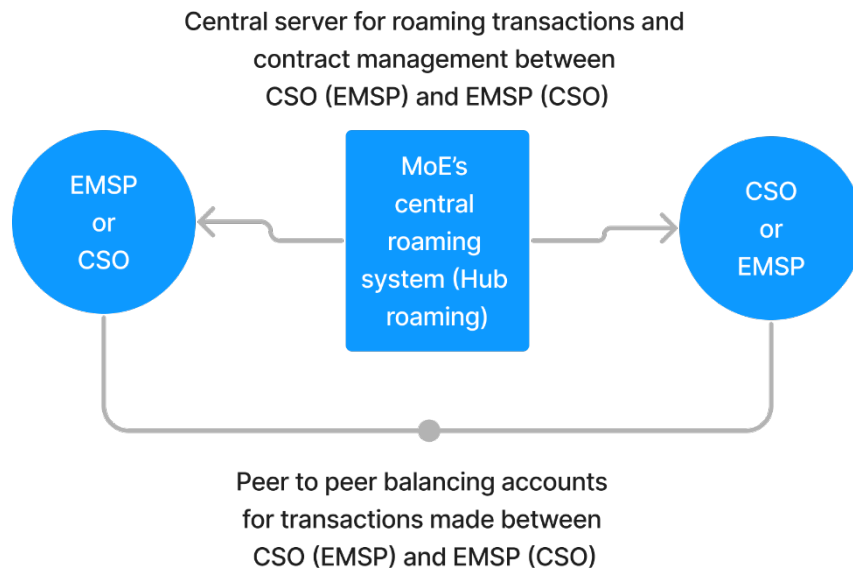 Central server for roaming transactions and
contract management between
CSO (EMSP) and EMSP (CSO)
EMSP
or
CSO
MoE's
central
roaming
system (Hub
roaming)
CSO
or
EMSP
Peer to peer balancing accounts
for transactions made between
CSO (EMSP) and EMSP (CSO)